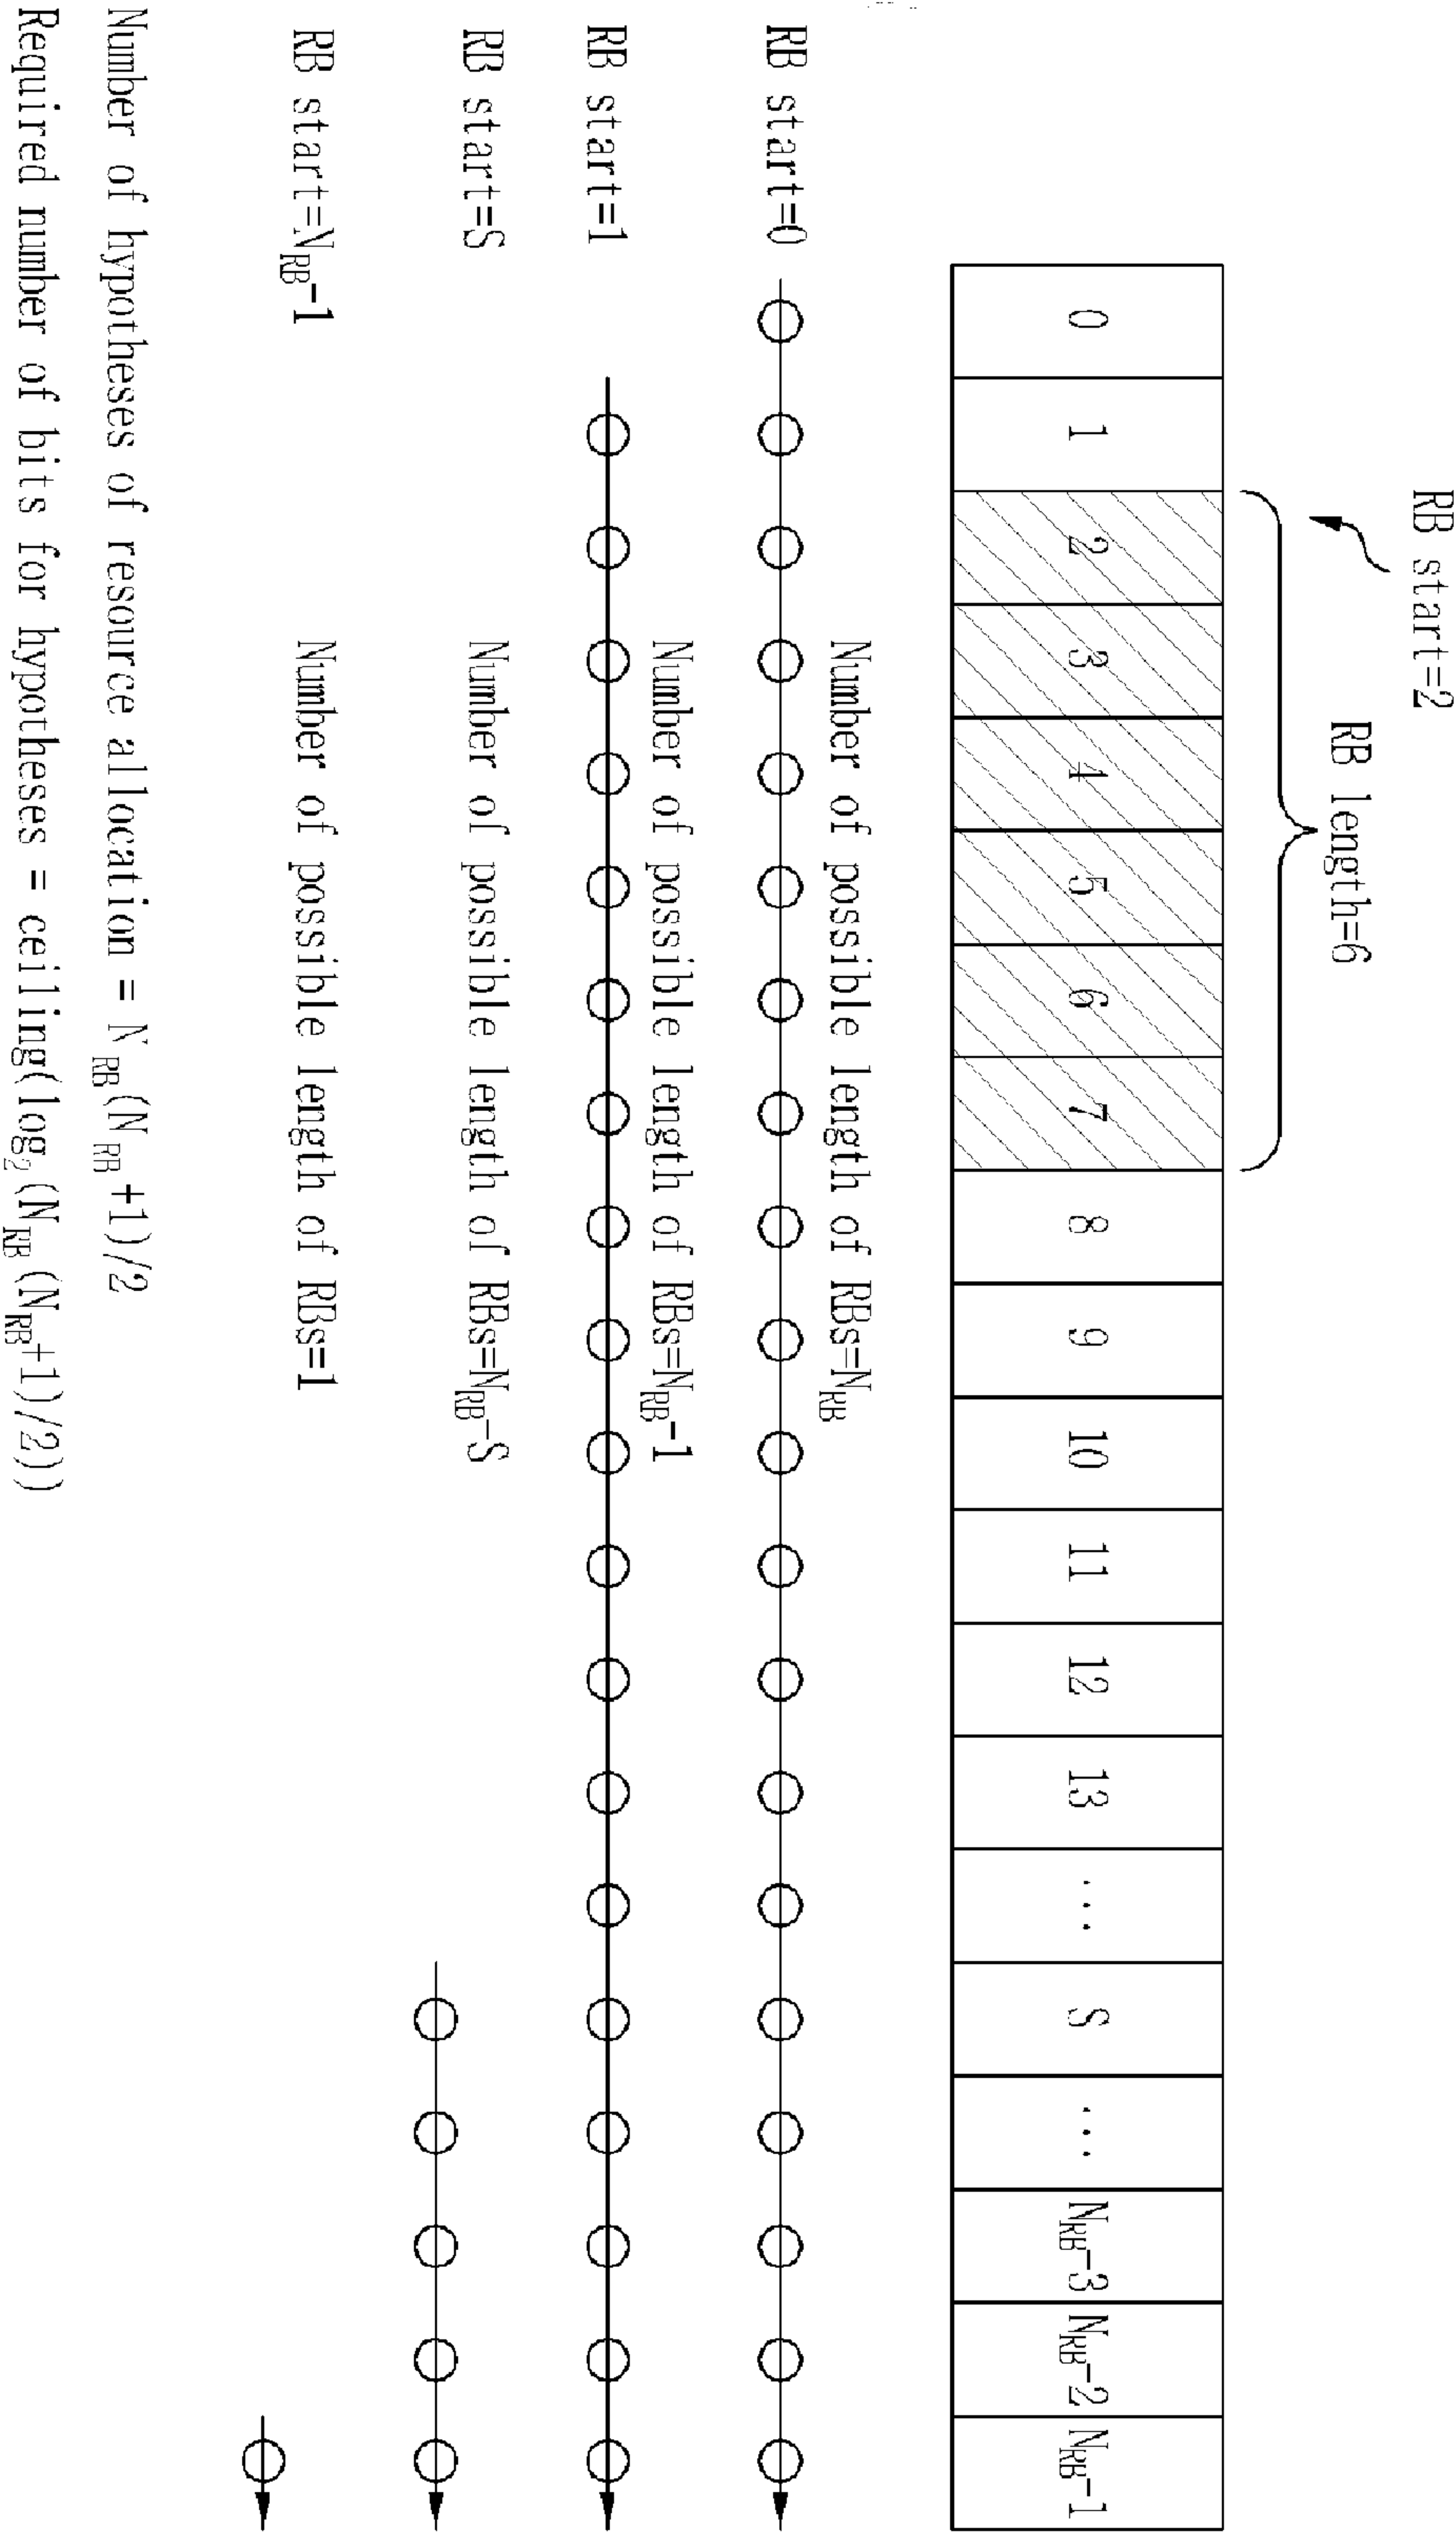 RB start=2
RB length=6
0 1 2 3 4 5 6 7 8 9 10 11 12 13 ... S ... N_RB-3 N_RB-2 N_RB-1
Number of possible length of RBs=N_RB
RB start=0
Number of possible length of RBs=N_RB-1
RB start=1
Number of possible length of RBs=N_RB-S
RB start=S
Number of possible length of RBs=1
RB start=N_RB-1
Number of hypotheses of resource allocation = N_RB(N_RB+1)/2
Required number of bits for hypotheses = ceiling(log_2(N_RB(N_RB+1)/2))